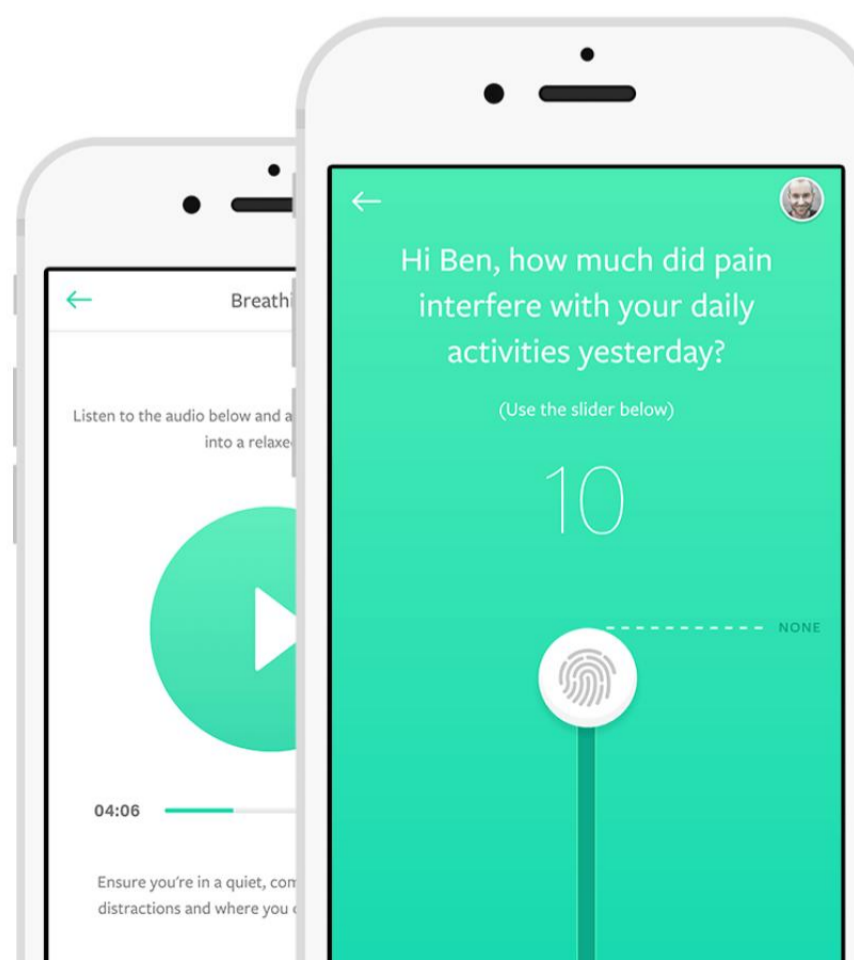 Breathi
Listen to the audio below and a
into a relaxe
04:06
Ensure you're in a quiet, com
distractions and where you
Hi Ben, how much did pain
interfere with your daily
activities yesterday?
(Use the slider below)
10
NONE